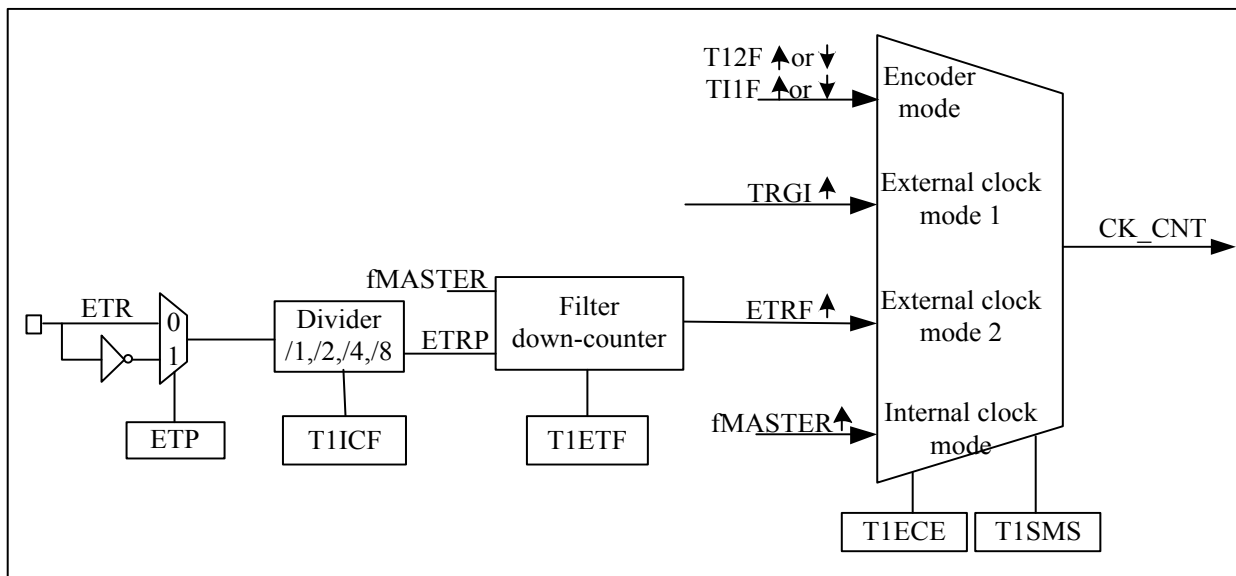 T12F ↑ or ↓
TI1F ↑ or ↓
Encoder
mode
TRGI ↑
External clock
mode 1
CK_CNT
ETR
0
1
ETP
Divider
/1,/2,/4,/8
T1ICF
fMASTER
ETRP
Filter
down-counter
T1ETF
ETRF ↑
External clock
mode 2
fMASTER ↑
Internal clock
mode
T1ECE
T1SMS